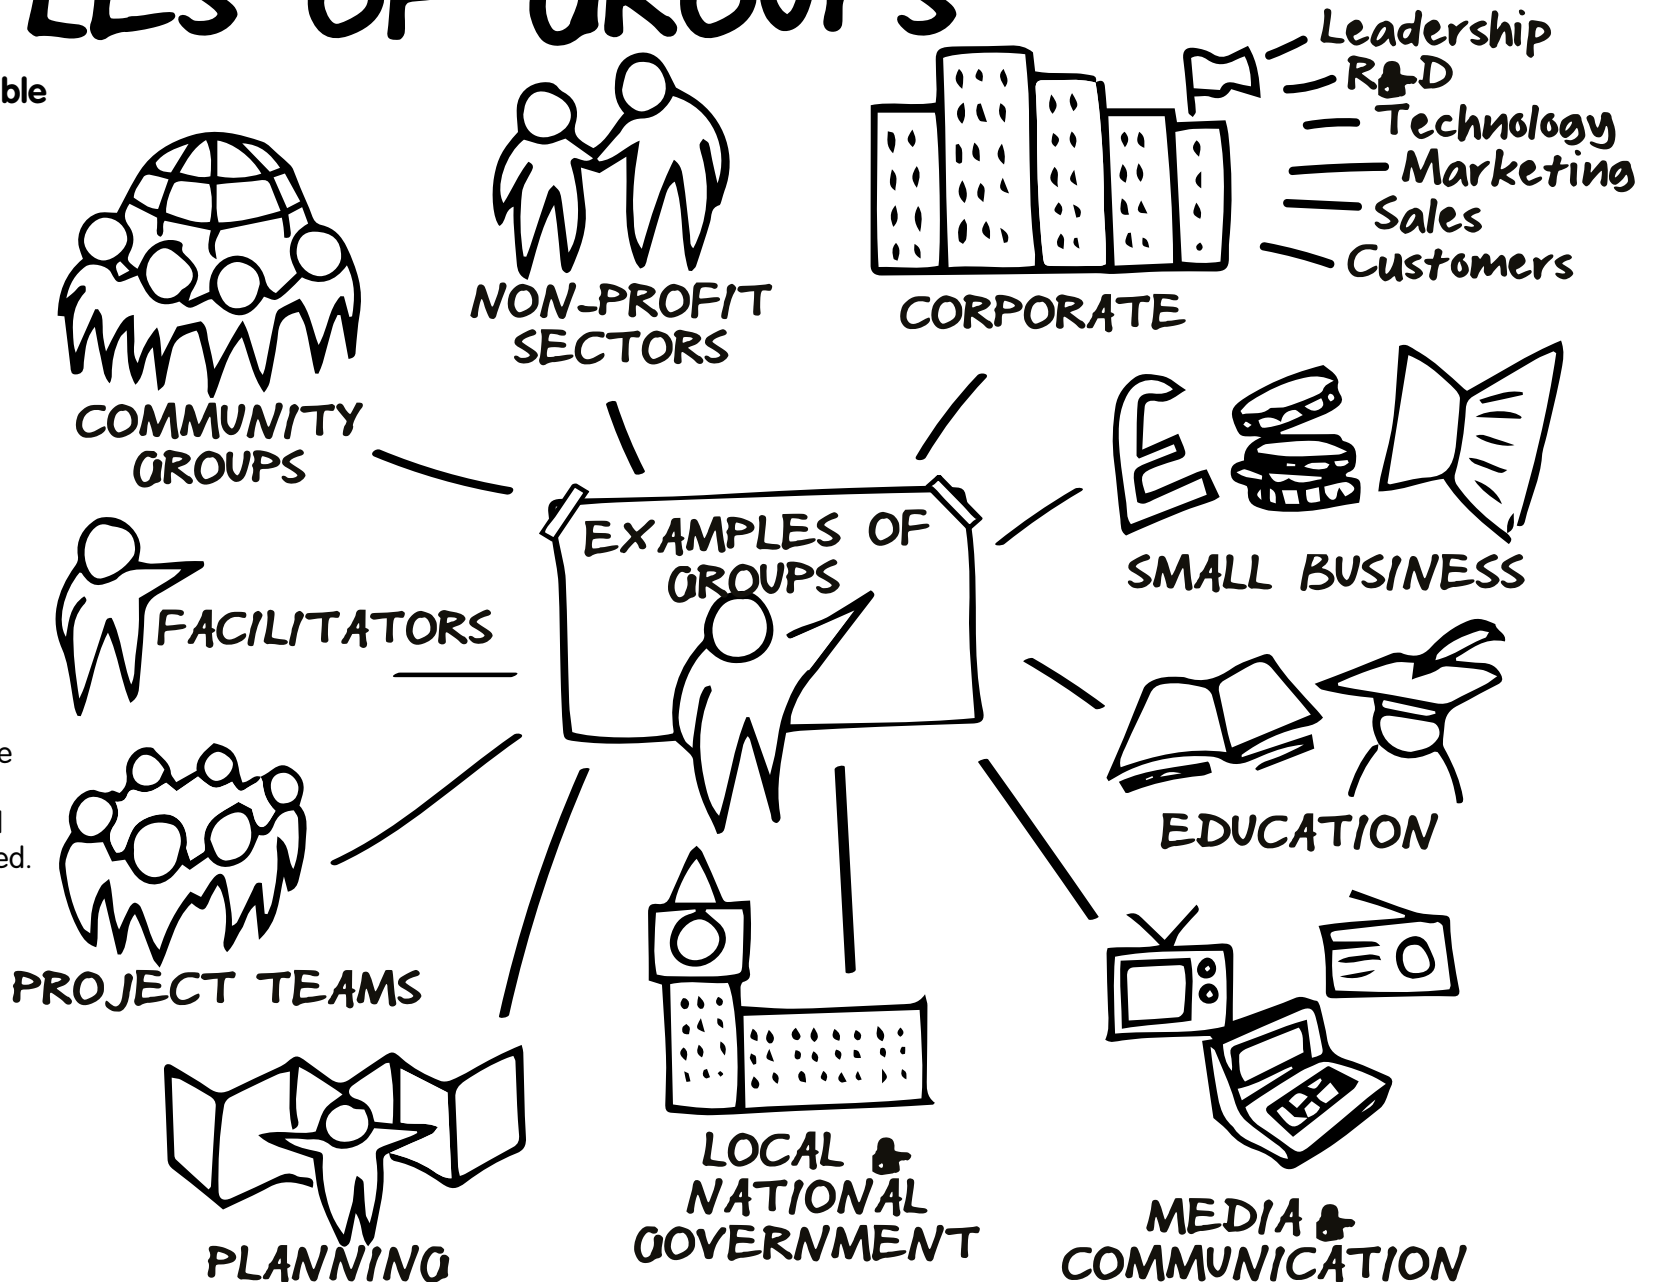 LES OF GROUPS
ble
Leadership
R&D
Technology
Marketing
Sales
Customers
NON-PROFIT
SECTORS
CORPORATE
COMMUNITY
GROUPS
EXAMPLES OF
GROUPS
SMALL BUSINESS
FACILITATORS
e
ed.
EDUCATION
PROJECT TEAMS
LOCAL &
NATIONAL
GOVERNMENT
MEDIA &
COMMUNICATION
PLANNING